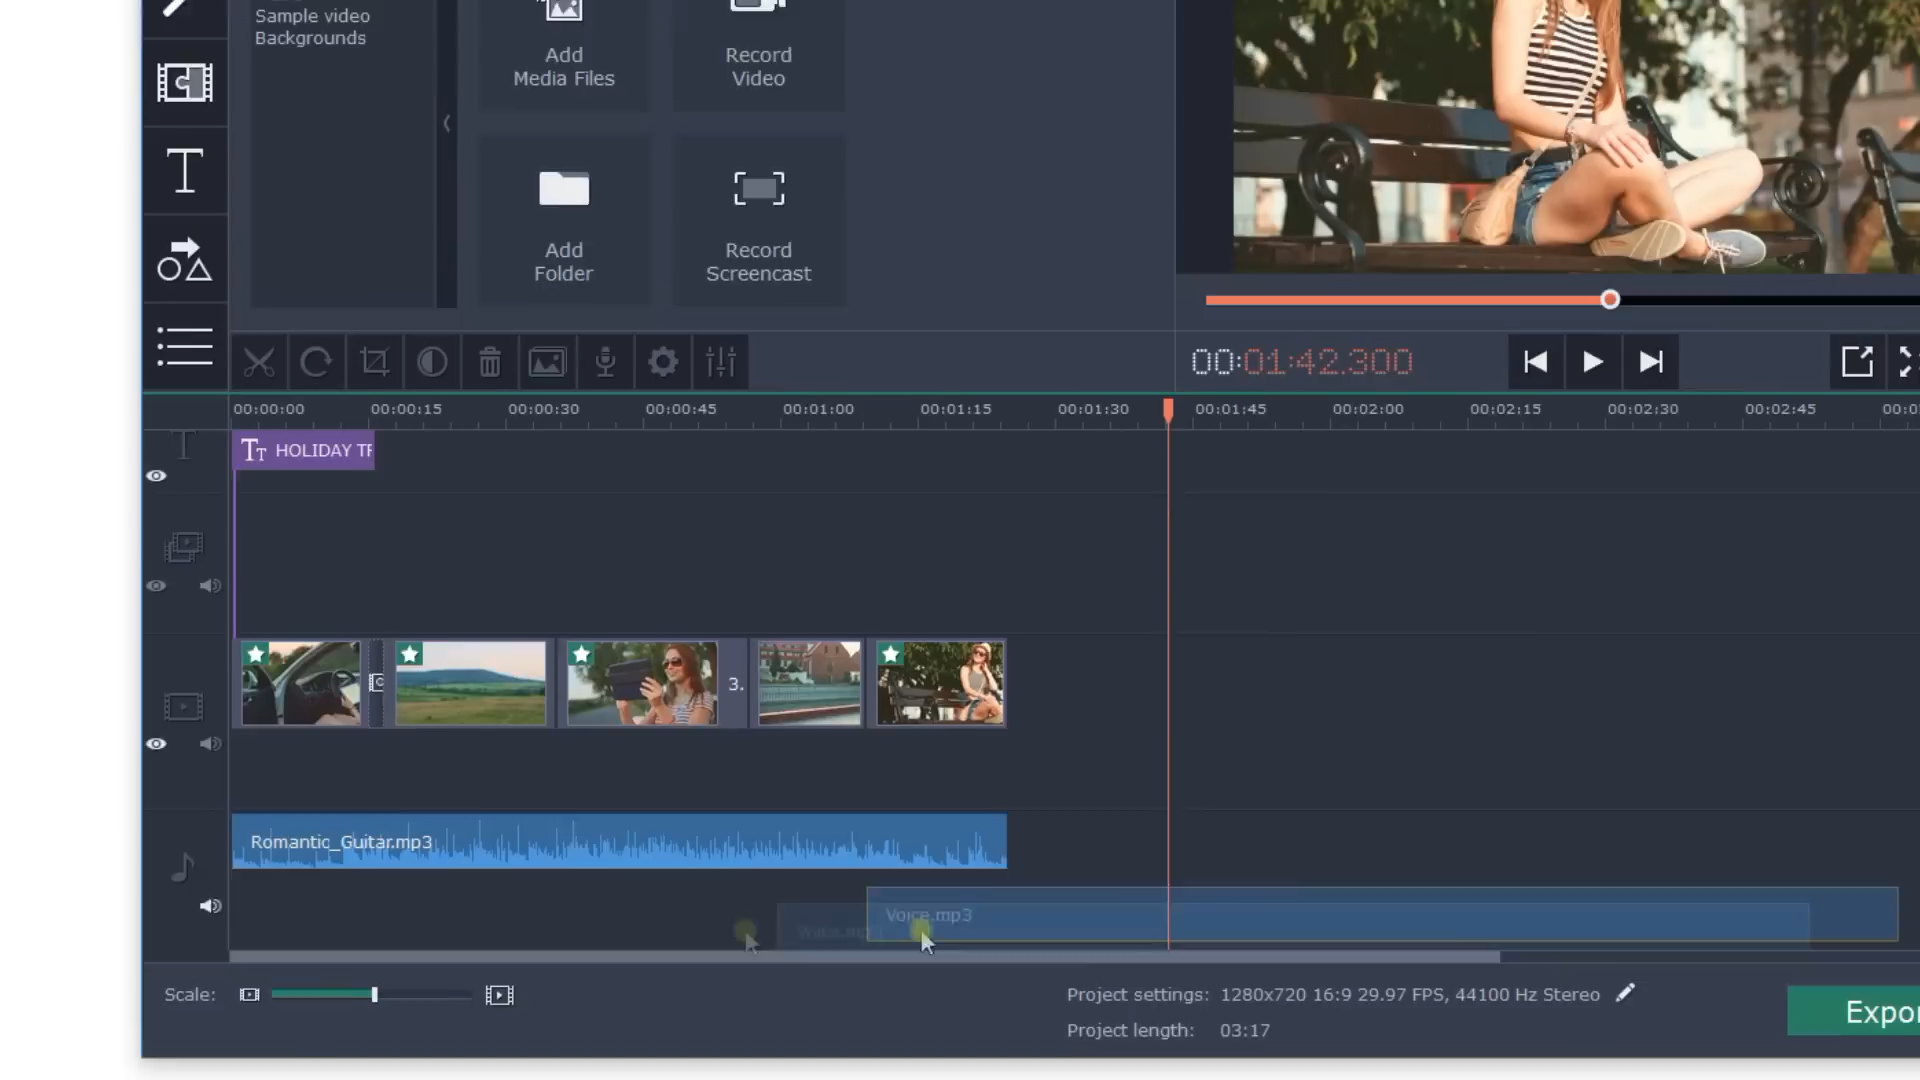 Sample video
Backgrounds
Add
Media Files
Record
Video
Add
Folder
Record
Screencast
00:01:42.300
00:00:00 00:00:15 00:00:30 00:00:45 00:01:00 00:01:15 00:01:30 00:01:45 00:02:00 00:02:15 00:02:30 00:02:45 00:0
HOLIDAY TR
3.
Romantic_Guitar.mp3
Voice.mp3
Scale:
Project settings: 1280x720 16:9 29.97 FPS, 44100 Hz Stereo
Expor
Project length: 03:17